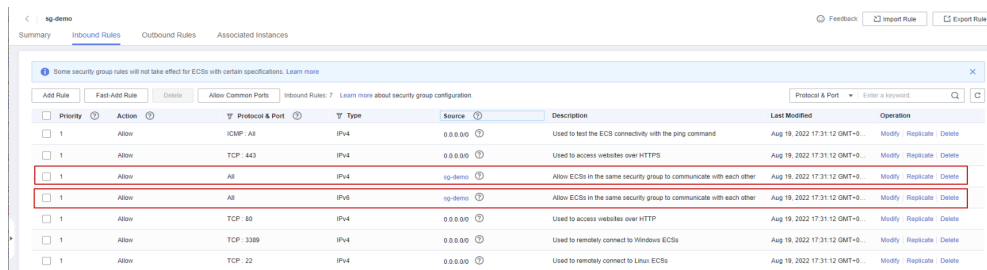 sg-demo Feedback Import Rule Export Rule
Summary Inbound Rules Outbound Rules Associated Instances
Some security group rules will not take effect for ECSs with certain specifications. Learn more
Add Rule Fast-Add Rule Delete Allow Common Ports Inbound Rules: 7 Learn more about security group configuration. Protocol & Port Enter a keyword.
Priority Action Protocol & Port Type Source Description Last Modified Operation
1 Allow ICMP : All IPv4 0.0.0.0/0 Used to test the ECS connectivity with the ping command Aug 19, 2022 17:31:12 GMT+0... Modify Replicate Delete
1 Allow TCP : 443 IPv4 0.0.0.0/0 Used to access websites over HTTPS Aug 19, 2022 17:31:12 GMT+0... Modify Replicate Delete
1 Allow All IPv4 sg-demo Allow ECSs in the same security group to communicate with each other Aug 19, 2022 17:31:12 GMT+0... Modify Replicate Delete
1 Allow All IPv6 sg-demo Allow ECSs in the same security group to communicate with each other Aug 19, 2022 17:31:12 GMT+0... Modify Replicate Delete
1 Allow TCP : 80 IPv4 0.0.0.0/0 Used to access websites over HTTP Aug 19, 2022 17:31:12 GMT+0... Modify Replicate Delete
1 Allow TCP : 3389 IPv4 0.0.0.0/0 Used to remotely connect to Windows ECSs Aug 19, 2022 17:31:12 GMT+0... Modify Replicate Delete
1 Allow TCP : 22 IPv4 0.0.0.0/0 Used to remotely connect to Linux ECSs Aug 19, 2022 17:31:12 GMT+0... Modify Replicate Delete